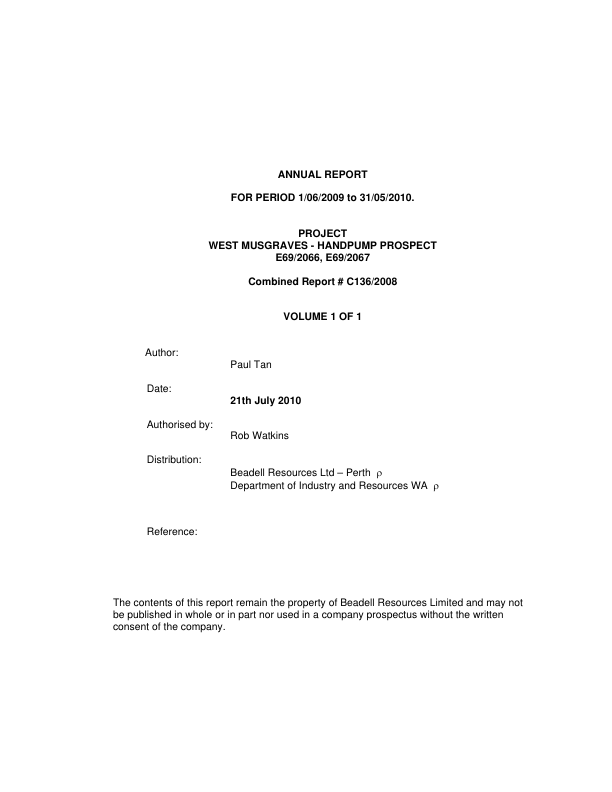 ANNUAL REPORT
FOR PERIOD 1/06/2009 to 31/05/2010.
PROJECT
WEST MUSGRAVES - HANDPUMP PROSPECT
E69/2066, E69/2067
Combined Report # C136/2008
VOLUME 1 OF 1
Author:
Paul Tan
Date:
21th July 2010
Authorised by:
Rob Watkins
Distribution:
Beadell Resources Ltd – Perth ρ
Department of Industry and Resources WA ρ
Reference:
The contents of this report remain the property of Beadell Resources Limited and may not
be published in whole or in part nor used in a company prospectus without the written
consent of the company.